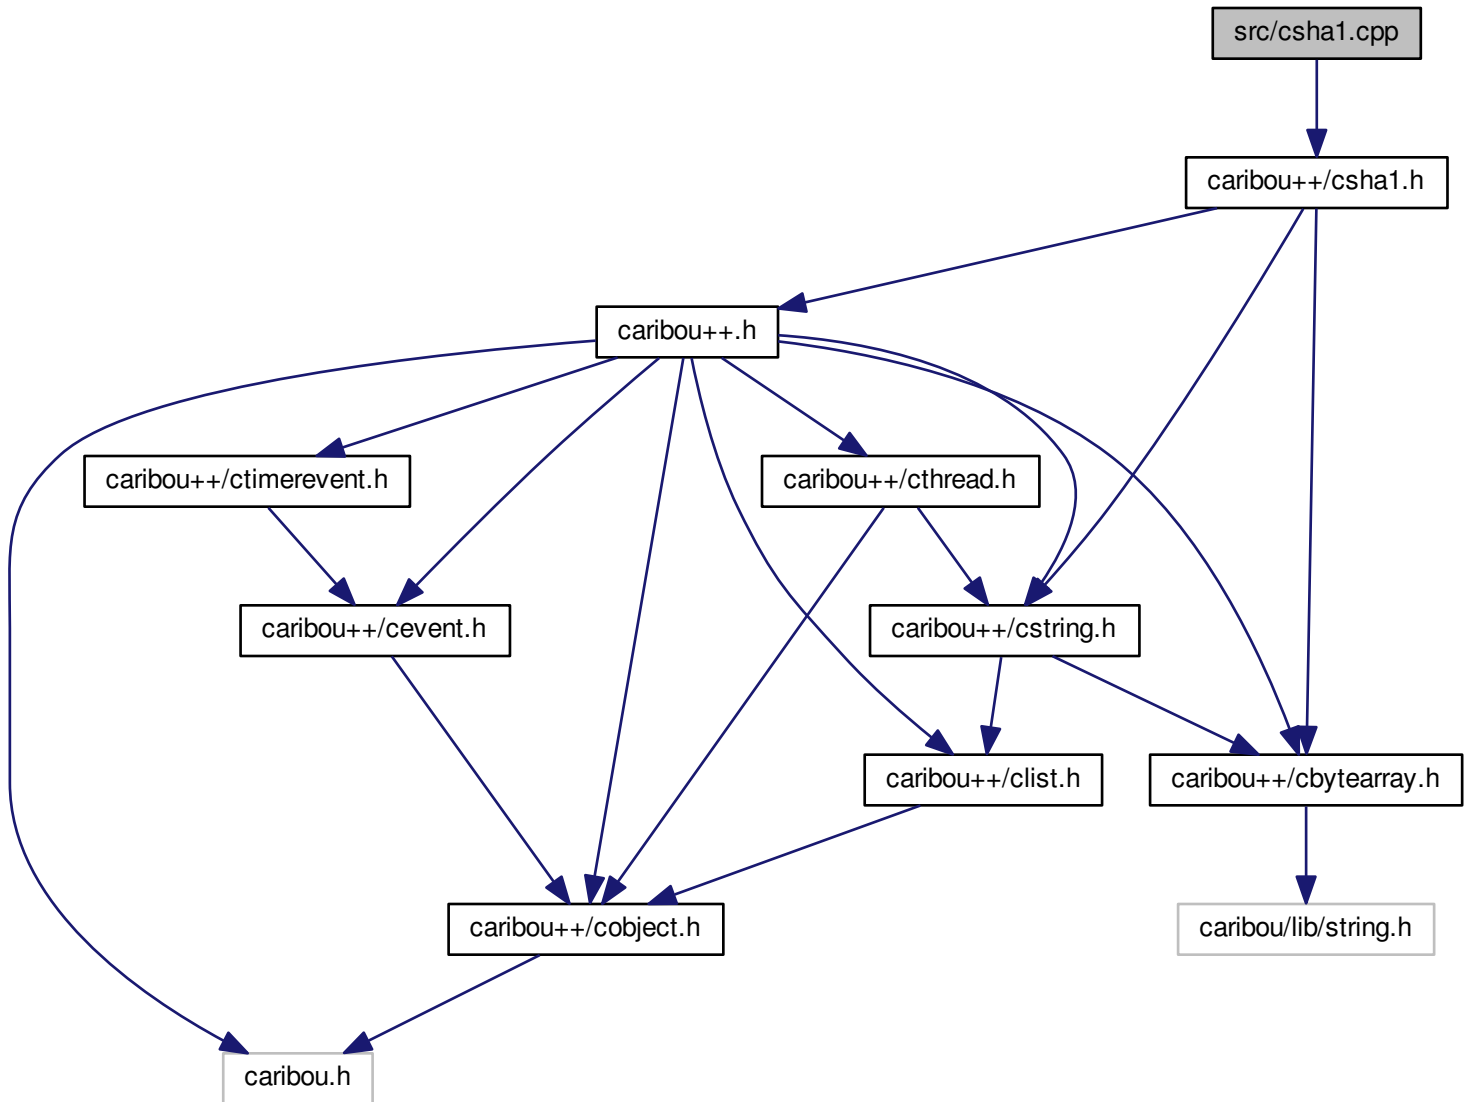 src/csha1.cpp
caribou++/csha1.h
caribou++.h
caribou++/ctimerevent.h
caribou++/cthread.h
caribou++/cevent.h
caribou++/cstring.h
caribou++/clist.h
caribou++/cbytearray.h
caribou++/cobject.h
caribou/lib/string.h
caribou.h